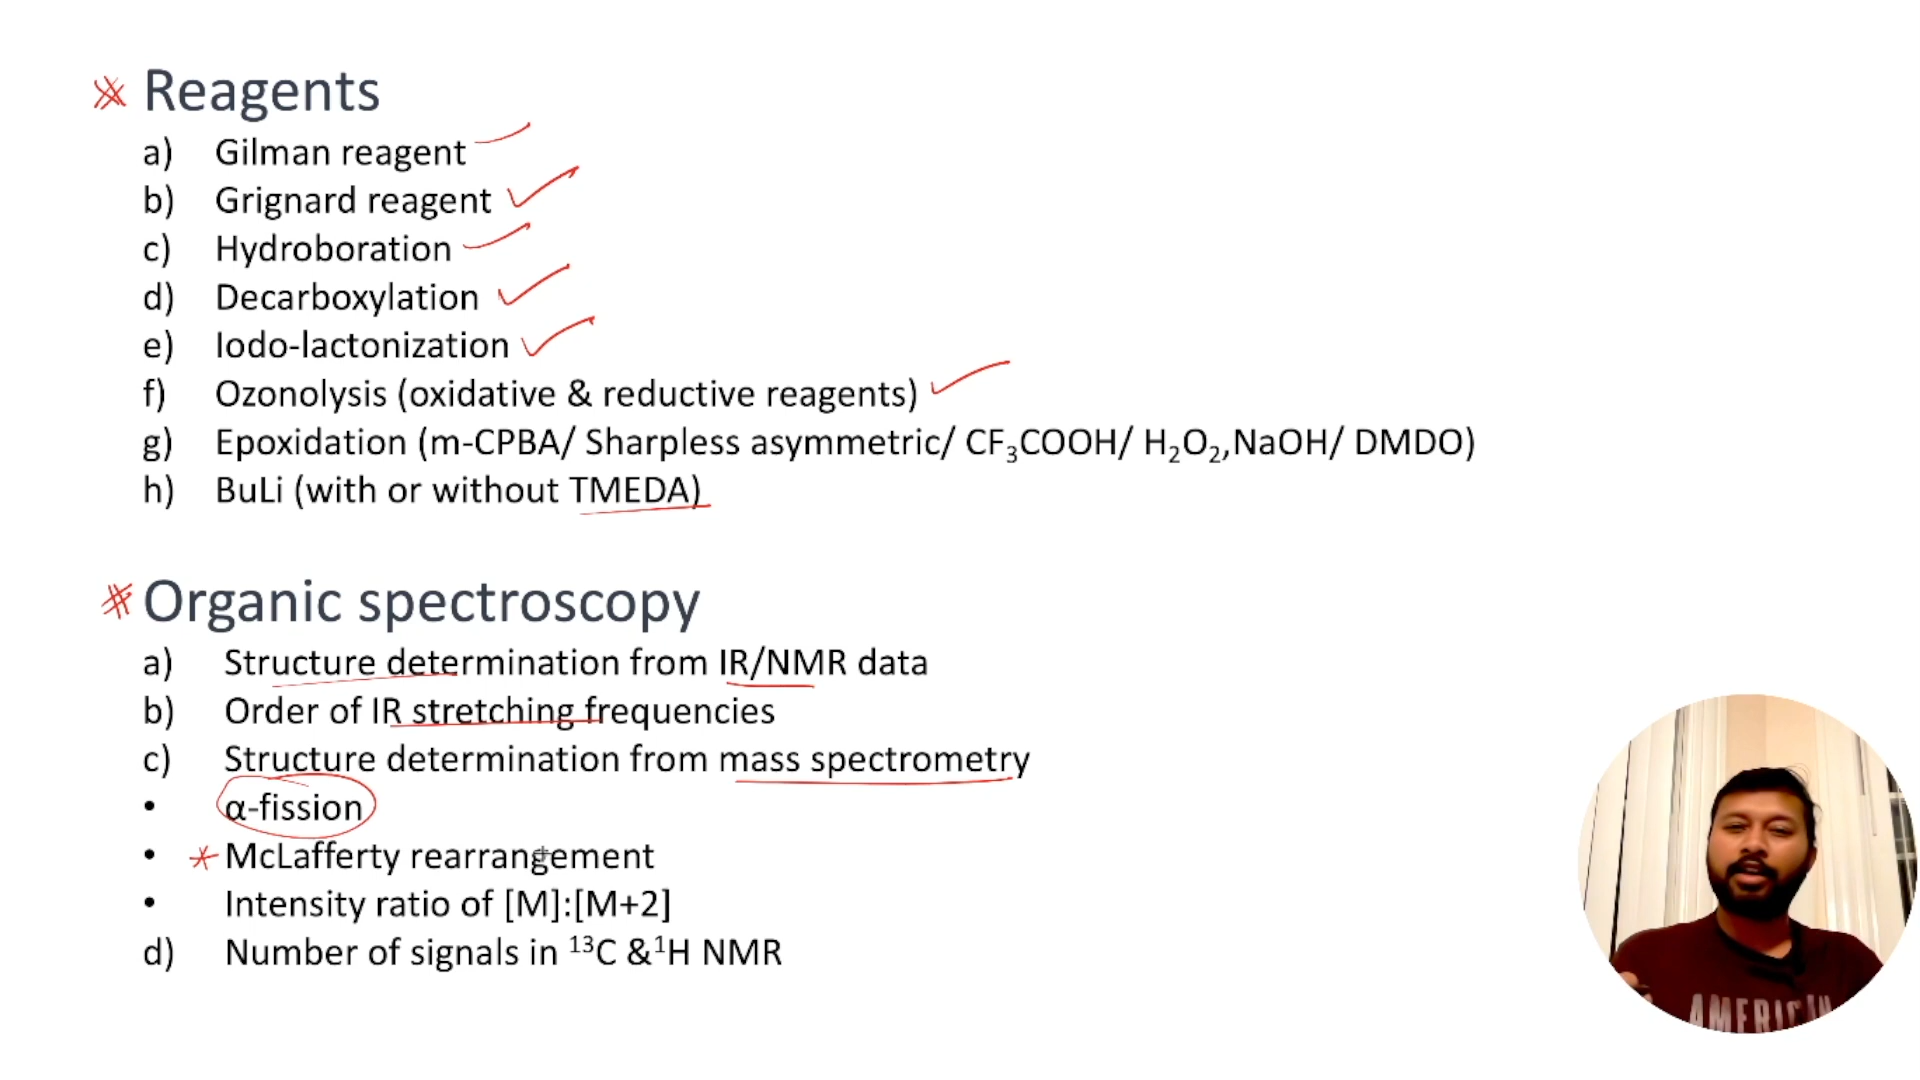 Reagents
a) Gilman reagent
b) Grignard reagent
c) Hydroboration
d) Decarboxylation
e) Iodo-lactonization
f) Ozonolysis (oxidative & reductive reagents)
g) Epoxidation (m-CPBA/ Sharpless asymmetric/ CF₃COOH/ H₂O₂,NaOH/ DMDO)
h) BuLi (with or without TMEDA)
Organic spectroscopy
a) Structure determination from IR/NMR data
b) Order of IR stretching frequencies
c) Structure determination from mass spectrometry
• α-fission
• McLafferty rearrangement
• Intensity ratio of [M]:[M+2]
d) Number of signals in ¹³C &¹H NMR